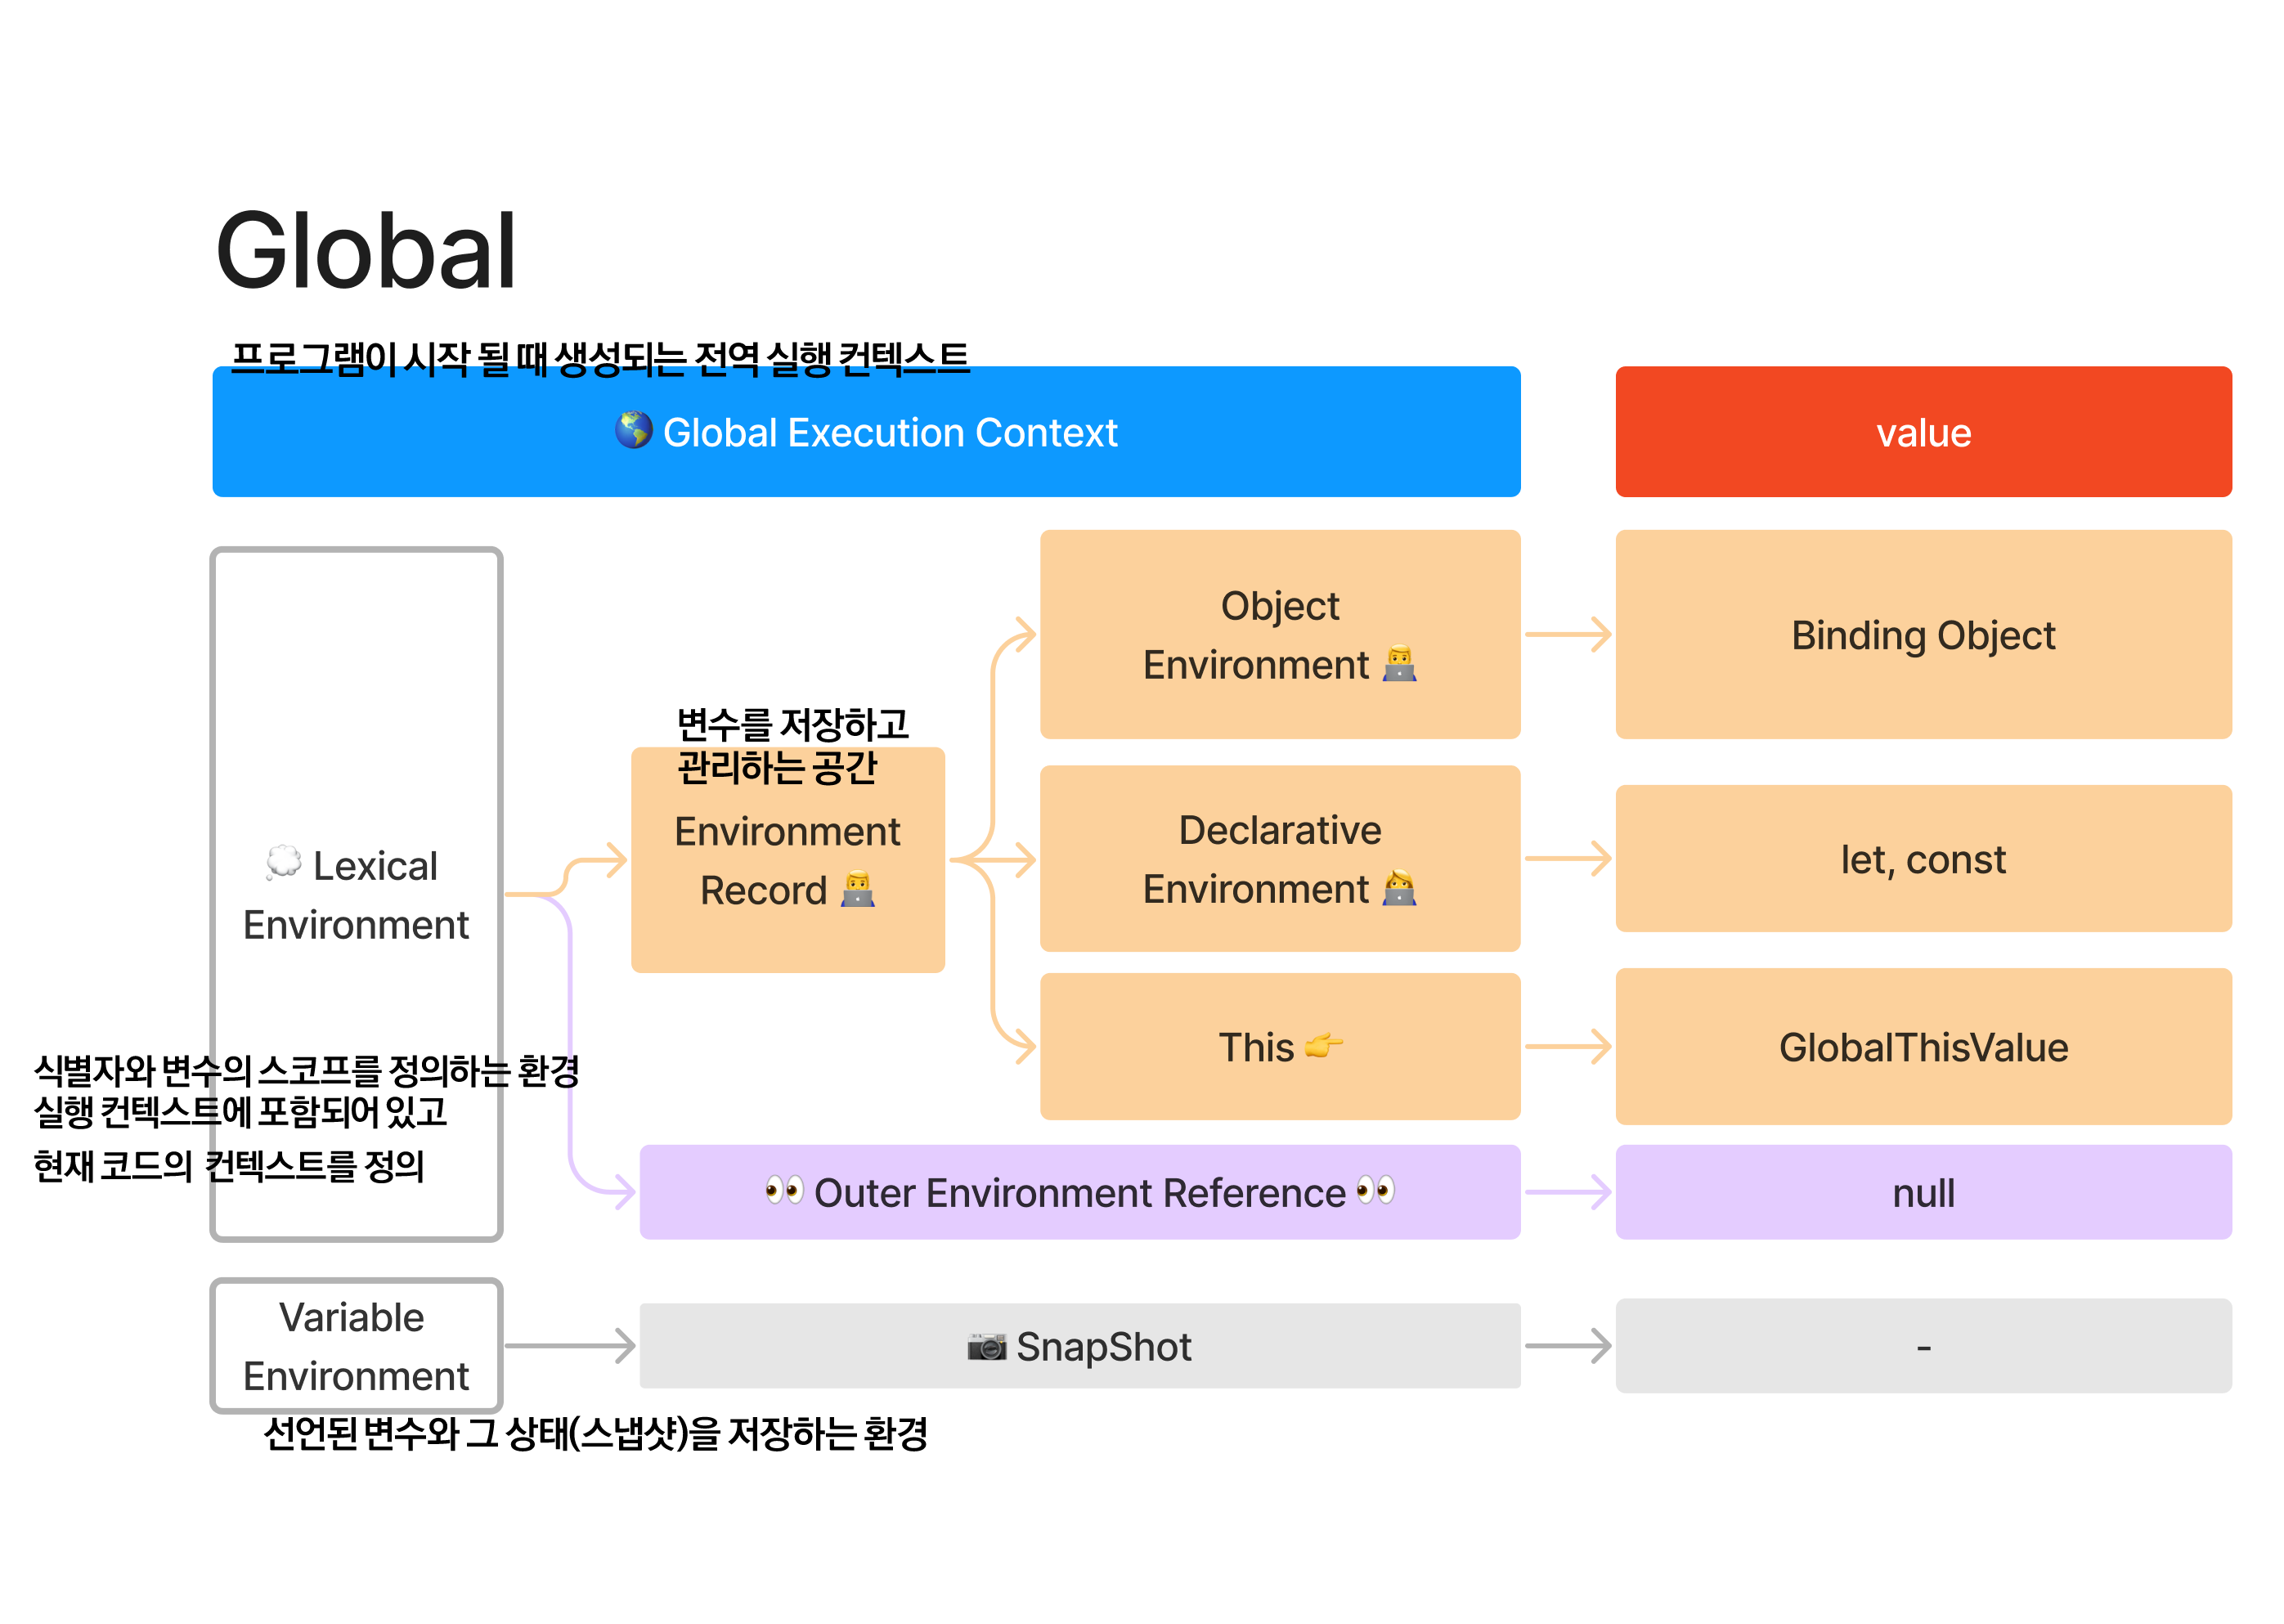 Global
프로그램이 시작 될 때 생성되는 전역 실행 컨텍스트
🌎 Global Execution Context
value
Object
Environment 👨‍💻
Binding Object
변수를 저장하고
관리하는 공간
Environment
Record 👨‍💻
Declarative
Environment 👩‍💻
let, const
💭 Lexical
Environment
This 👉
GlobalThisValue
식별자와 변수의 스코프를 정의하는 환경
실행 컨텍스트에 포함되어 있고
현재 코드의 컨텍스트를 정의
👀 Outer Environment Reference 👀
null
Variable
Environment
📷 SnapShot
-
선언된 변수와 그 상태(스냅샷)을 저장하는 환경